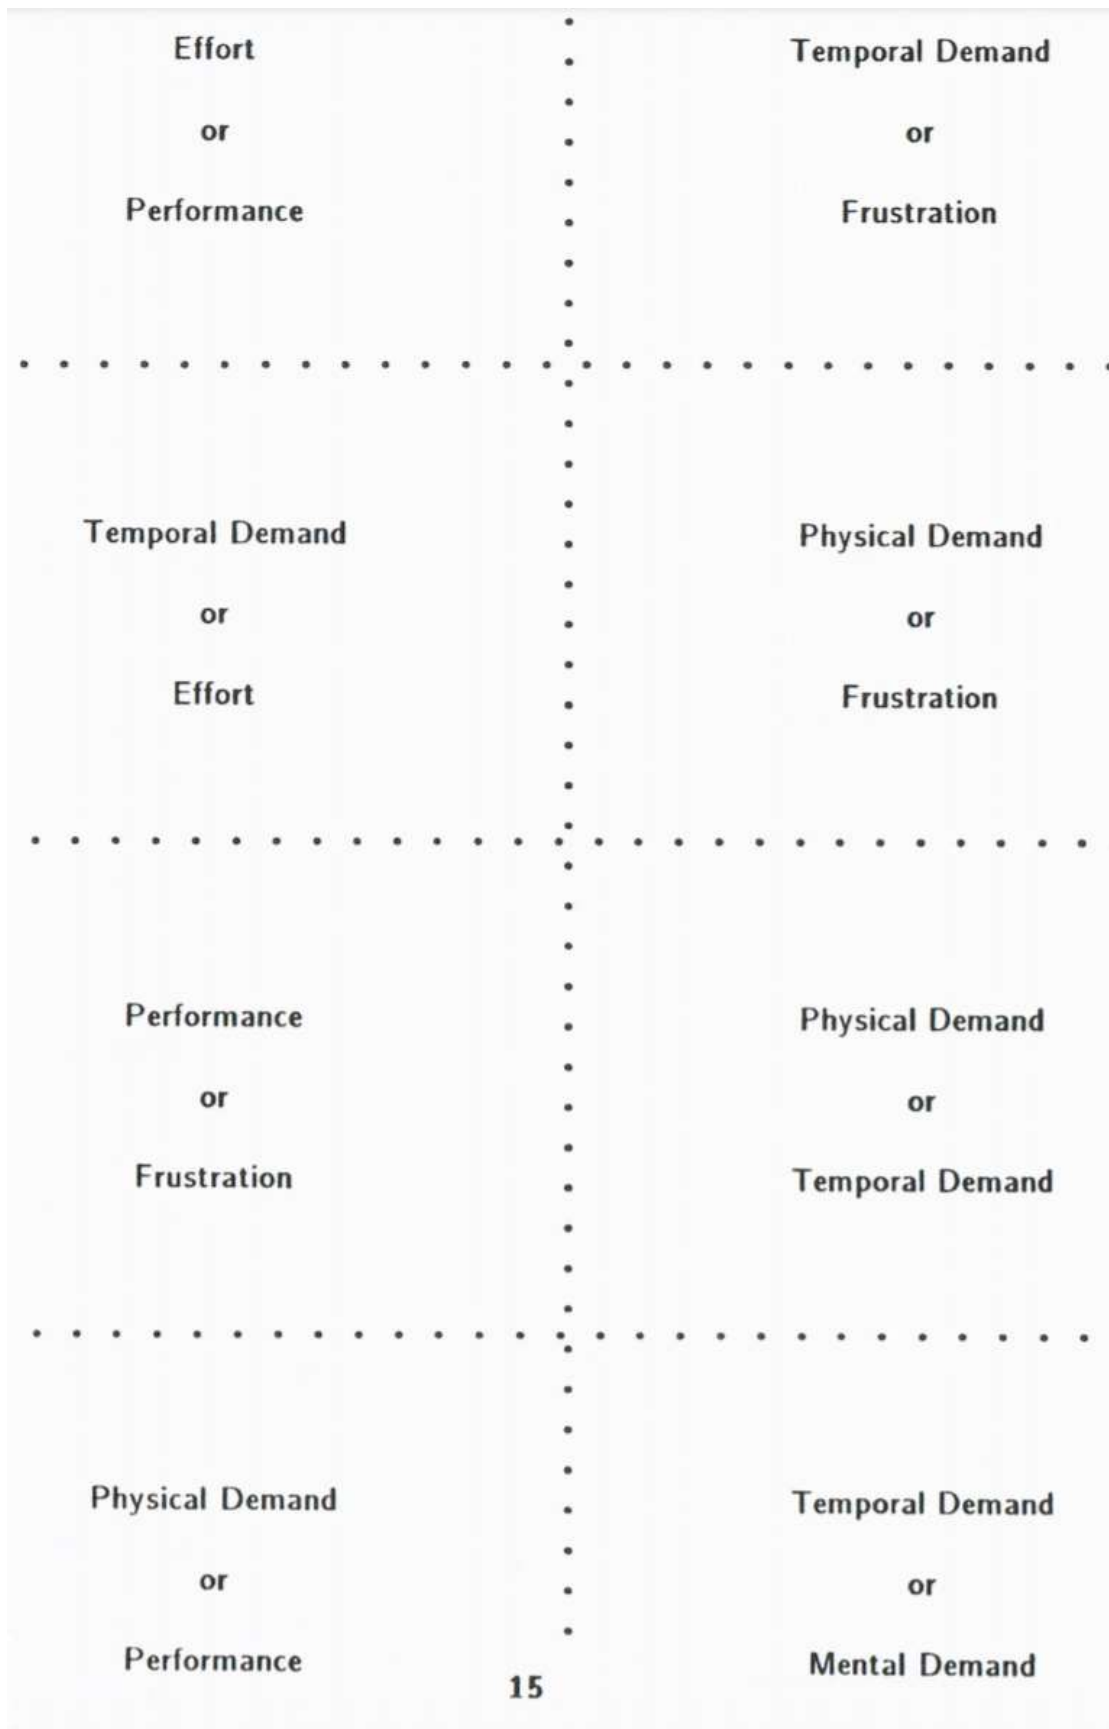 Effort
or
Performance
Temporal Demand
or
Frustration
Temporal Demand
or
Effort
Physical Demand
or
Frustration
Performance
or
Frustration
Physical Demand
or
Temporal Demand
Physical Demand
or
Performance
Temporal Demand
or
Mental Demand
15